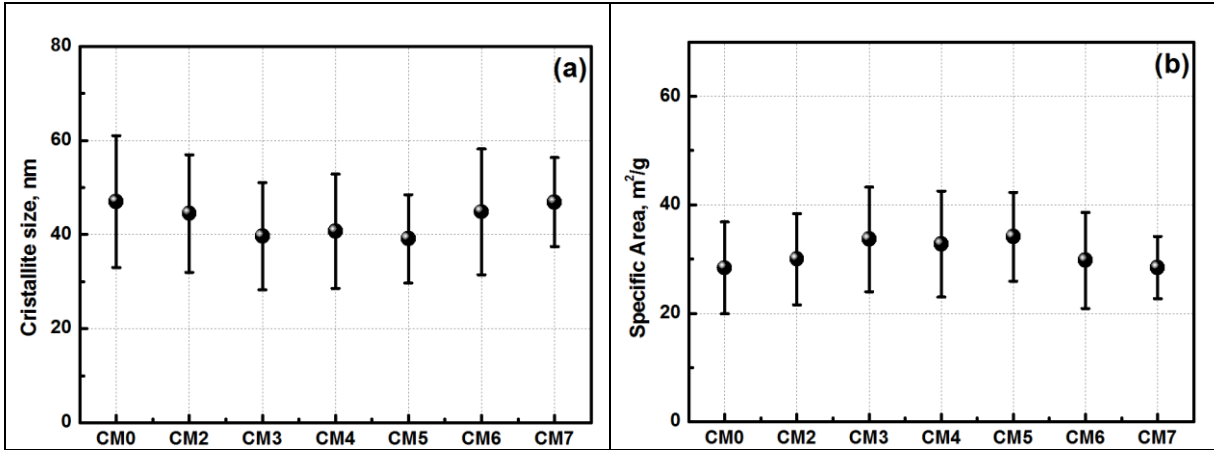 (a)
Cristallite size, nm
80
60
40
20
0
CM0 CM2 CM3 CM4 CM5 CM6 CM7
(b)
Specific Area, m²/g
60
40
20
0
CM0 CM2 CM3 CM4 CM5 CM6 CM7